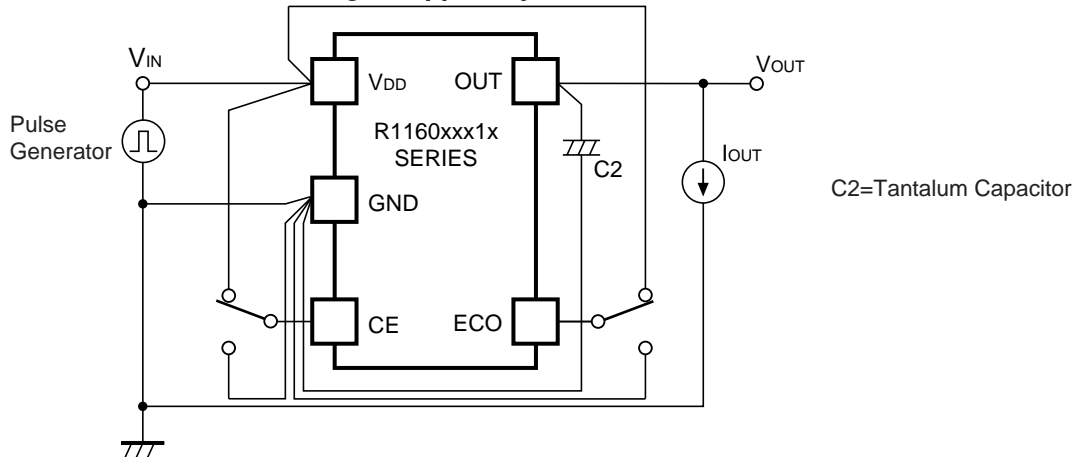 VIN
VDD
OUT
VOUT
Pulse
Generator
R1160xxx1x
SERIES
C2
IOUT
GND
C2=Tantalum Capacitor
CE
ECO